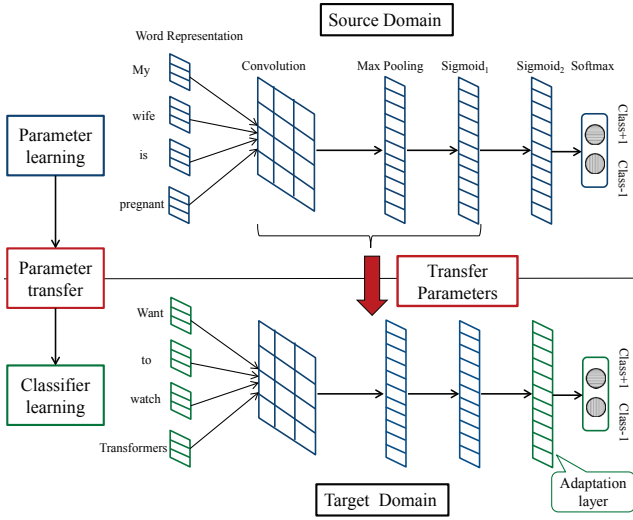 Source Domain
Word Representation
My
wife
is
pregnant
Convolution
Max Pooling
Sigmoid₁
Sigmoid₂
Softmax
Class+1
Class-1
Parameter
learning
Parameter
transfer
Classifier
learning
Transfer
Parameters
Want
to
watch
Transformers
Class+1
Class-1
Adaptation
layer
Target Domain